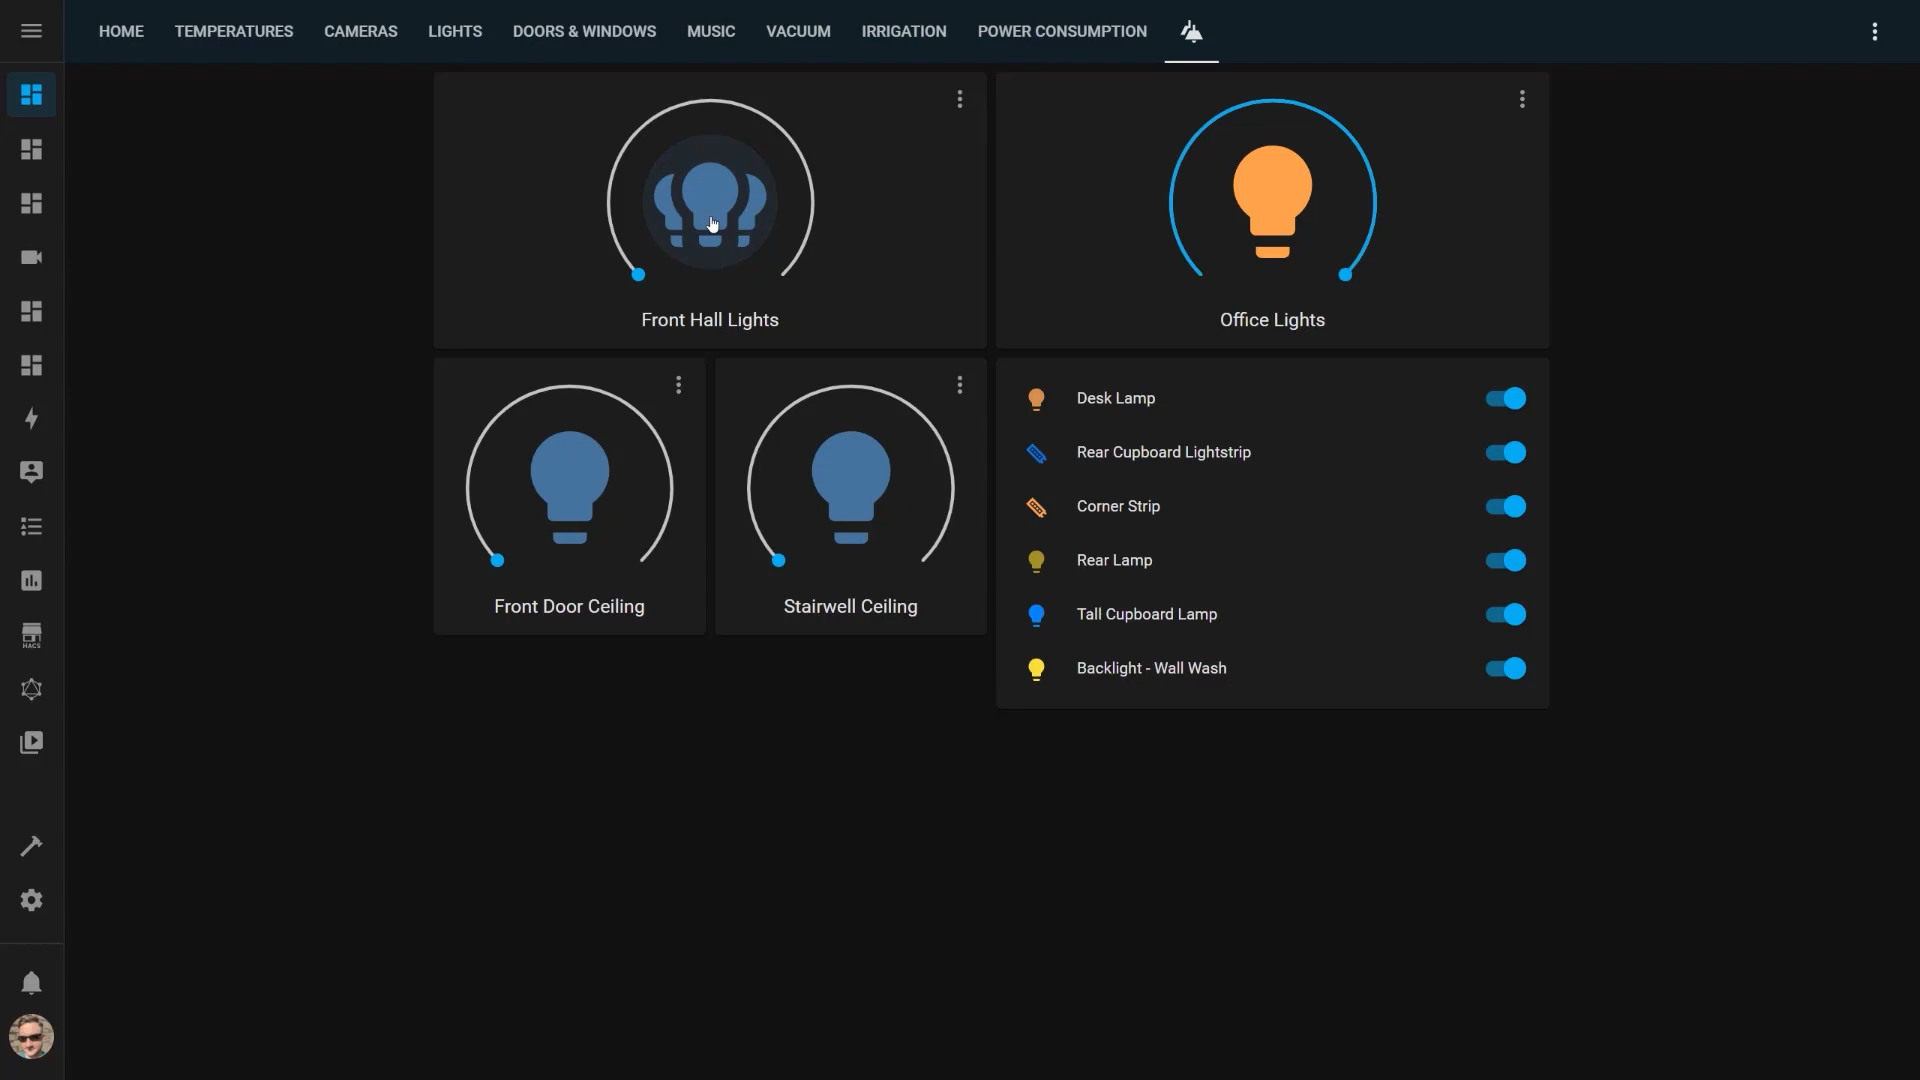 HOME
TEMPERATURES
CAMERAS
LIGHTS
DOORS & WINDOWS
MUSIC
VACUUM
IRRIGATION
POWER CONSUMPTION
Front Hall Lights
Office Lights
Front Door Ceiling
Stairwell Ceiling
Desk Lamp
Rear Cupboard Lightstrip
Corner Strip
Rear Lamp
Tall Cupboard Lamp
Backlight - Wall Wash
HACS